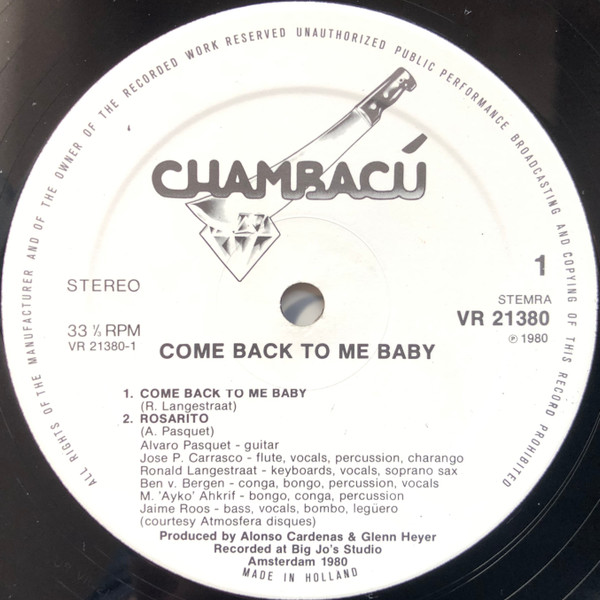 ALL RIGHTS OF THE MANUFACTURER AND OF THE OWNER OF THE RECORDED WORK RESERVED UNAUTHORIZED PUBLIC PERFORMANCE BROADCASTING AND COPYING OF THIS RECORD PROHIBITED
CHAMBACÚ
STEREO
1
STEMRA
33 ⅓ RPM
VR 21380
VR 21380-1
℗ 1980
COME BACK TO ME BABY
1. COME BACK TO ME BABY
(R. Langestraat)
2. ROSARITO
(A. Pasquet)
Alvaro Pasquet - guitar
Jose P. Carrasco - flute, vocals, percussion, charango
Ronald Langestraat - keyboards, vocals, soprano sax
Ben v. Bergen - conga, bongo, percussion, vocals
M. 'Ayko' Ahkrif - bongo, conga, percussion
Jaime Roos - bass, vocals, bombo, legüero
(courtesy Atmosfera disques)
Produced by Alonso Cardenas & Glenn Heyer
Recorded at Big Jo's Studio
Amsterdam 1980
MADE IN HOLLAND